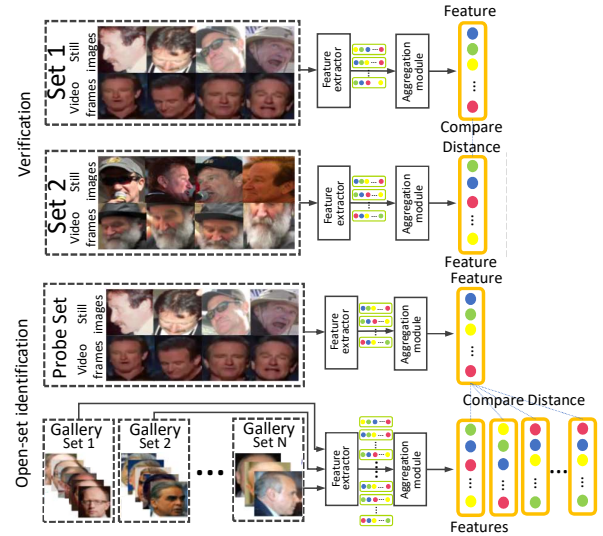 Verification
Set 1
Still
images
Video
frames
Feature
extractor
Aggregation
module
Feature
Compare
Distance
Set 2
Still
images
Video
frames
Feature
extractor
Aggregation
module
Feature
Open-set identification
Probe Set
Still
images
Video
frames
Feature
extractor
Aggregation
module
Feature
Compare Distance
Gallery
Set 1
Gallery
Set 2
Gallery
Set N
Feature
extractor
Aggregation
module
Features